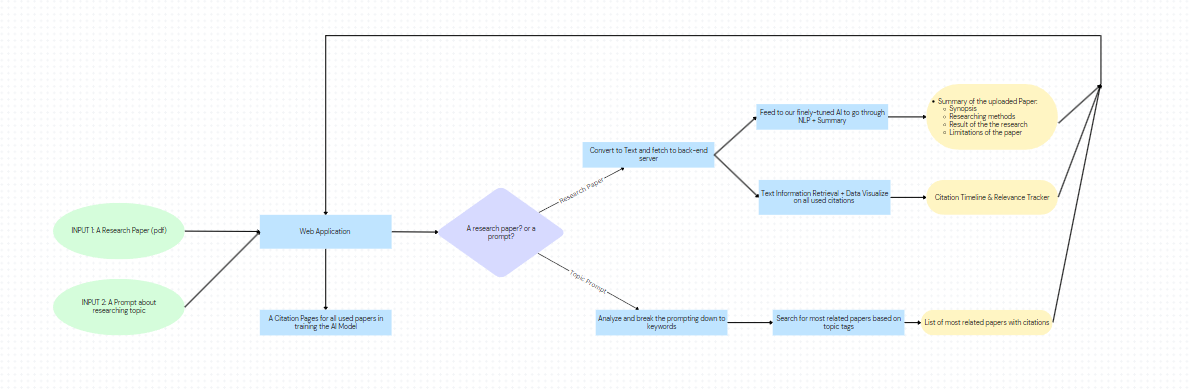 Feed to our finely-tuned AI to go through
NLP + Summary
• Summary of the uploaded Paper:
○ Synopsis
○ Researching methods
○ Result of the the research
○ Limitations of the paper
Convert to Text and fetch to back-end
server
Research Paper
Text Information Retrieval + Data Visualize
on all used citations
Citation Timeline & Relevance Tracker
INPUT 1: A Research Paper (pdf)
Web Application
A research paper? or a
prompt?
Topic Prompt
INPUT 2: A Prompt about
researching topic
A Citation Pages for all used papers in
training the AI Model
Analyze and break the prompting down to
keywords
Search for most related papers based on
topic tags
List of most related papers with citations